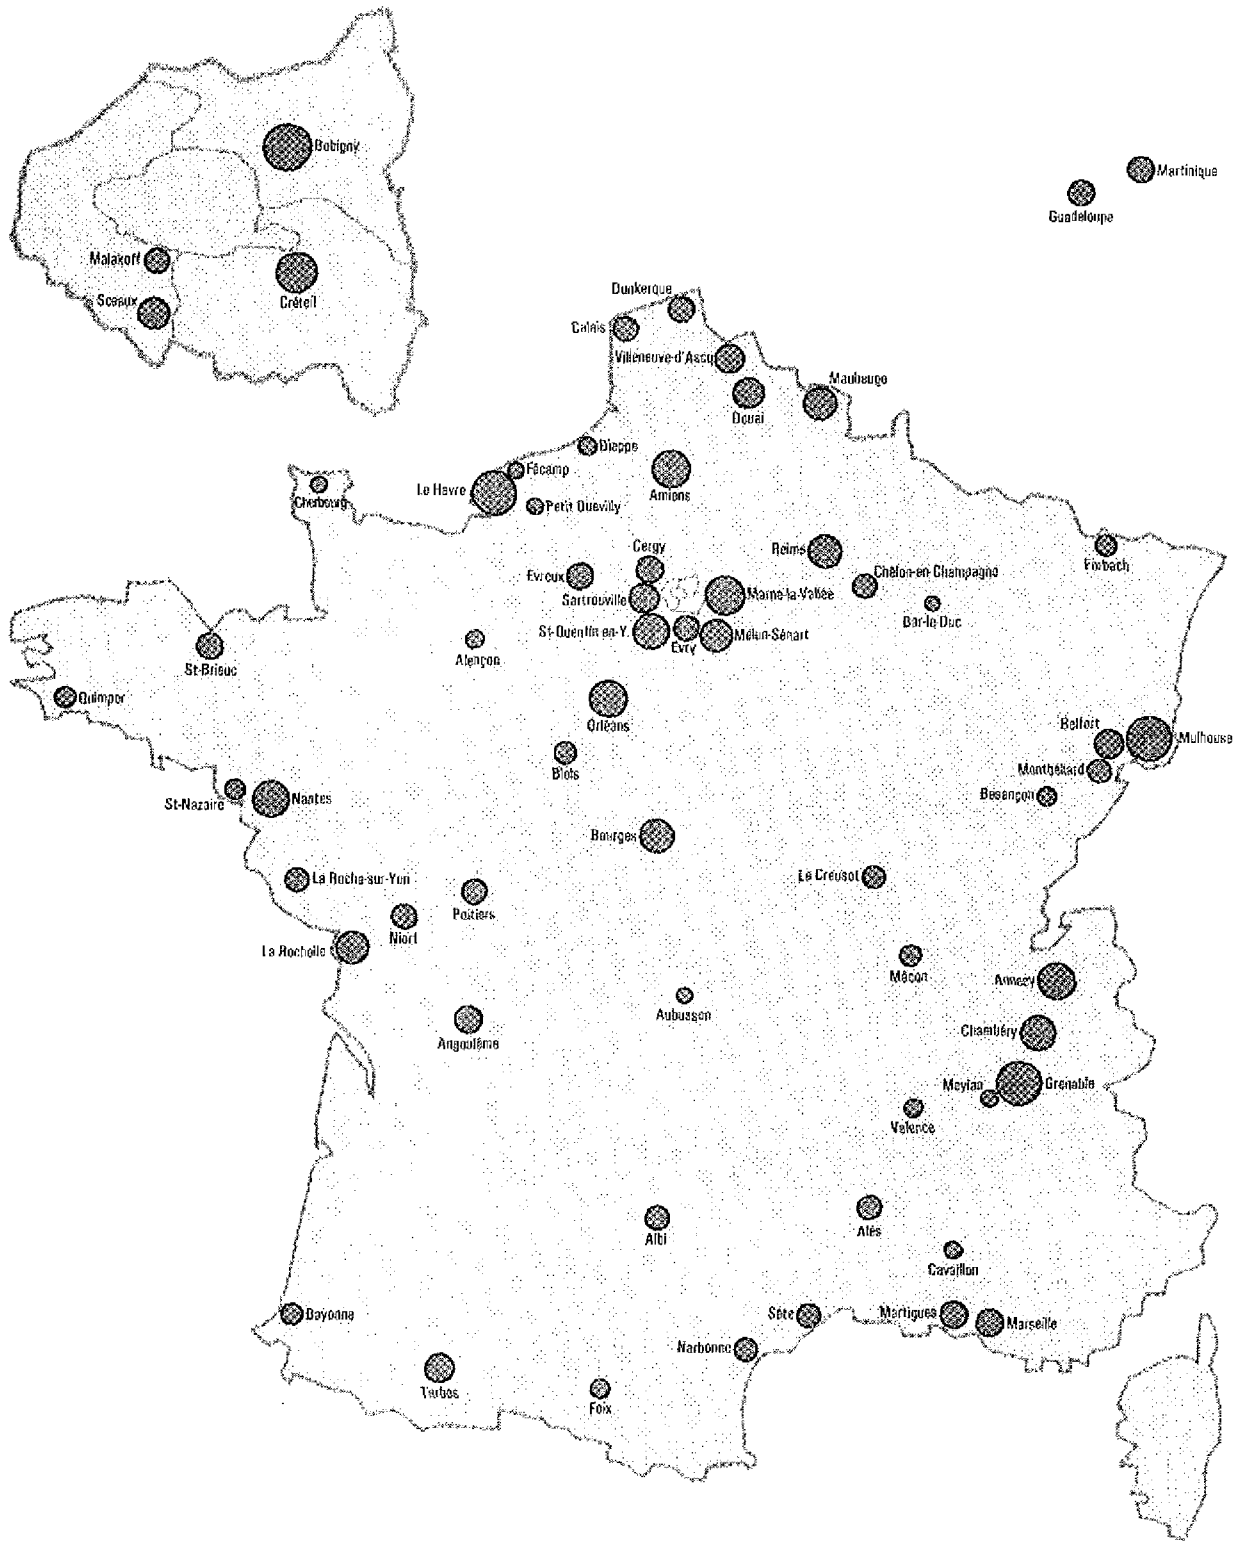 Bobigny
Martinique
Guadeloupe
Malakoff
Sceaux
Créteil
Dunkerque
Calais
Villeneuve-d'Ascq
Maubeuge
Douai
Dieppe
Fécamp
Le Havre
Amiens
Cherbourg
Petit Quevilly
Cergy
Reims
Forbach
Evreux
Châlon-en-Champagne
Sartrouville
Marne-la-Vallée
Bar-le-Duc
St-Quentin-en-Y.
Melun-Sénart
Evry
Alençon
St-Brieuc
Quimper
Orléans
Belfort
Mulhouse
Blois
Montbéliard
Besançon
St-Nazaire
Nantes
Bourges
La Roche-sur-Yon
Le Creusot
Poitiers
Niort
La Rochelle
Mâcon
Annecy
Aubusson
Chambéry
Angoulême
Meylan
Grenoble
Valence
Albi
Alès
Cavaillon
Bayonne
Sète
Martigues
Marseille
Narbonne
Tarbes
Foix